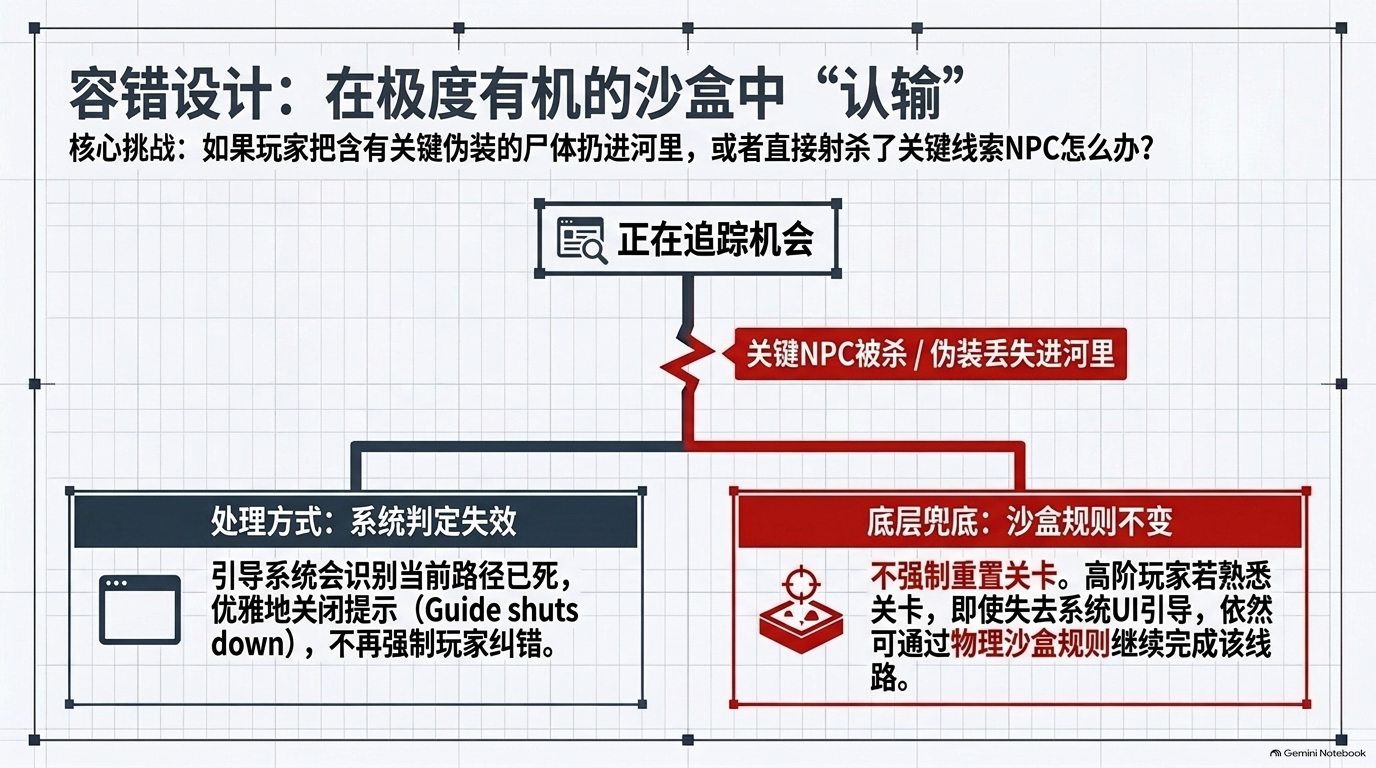 容错设计：在极度有机的沙盒中“认输”
核心挑战：如果玩家把含有关键伪装的尸体扔进河里，或者直接射杀了关键线索NPC怎么办？
正在追踪机会
关键NPC被杀 / 伪装丢失进河里
处理方式：系统判定失效
引导系统会识别当前路径已死，
优雅地关闭提示（Guide shuts
down），不再强制玩家纠错。
底层兜底：沙盒规则不变
不强制重置关卡。高阶玩家若熟悉
关卡，即使失去系统UI引导，依然
可通过物理沙盒规则继续完成该线
路。
Gemini Notebook